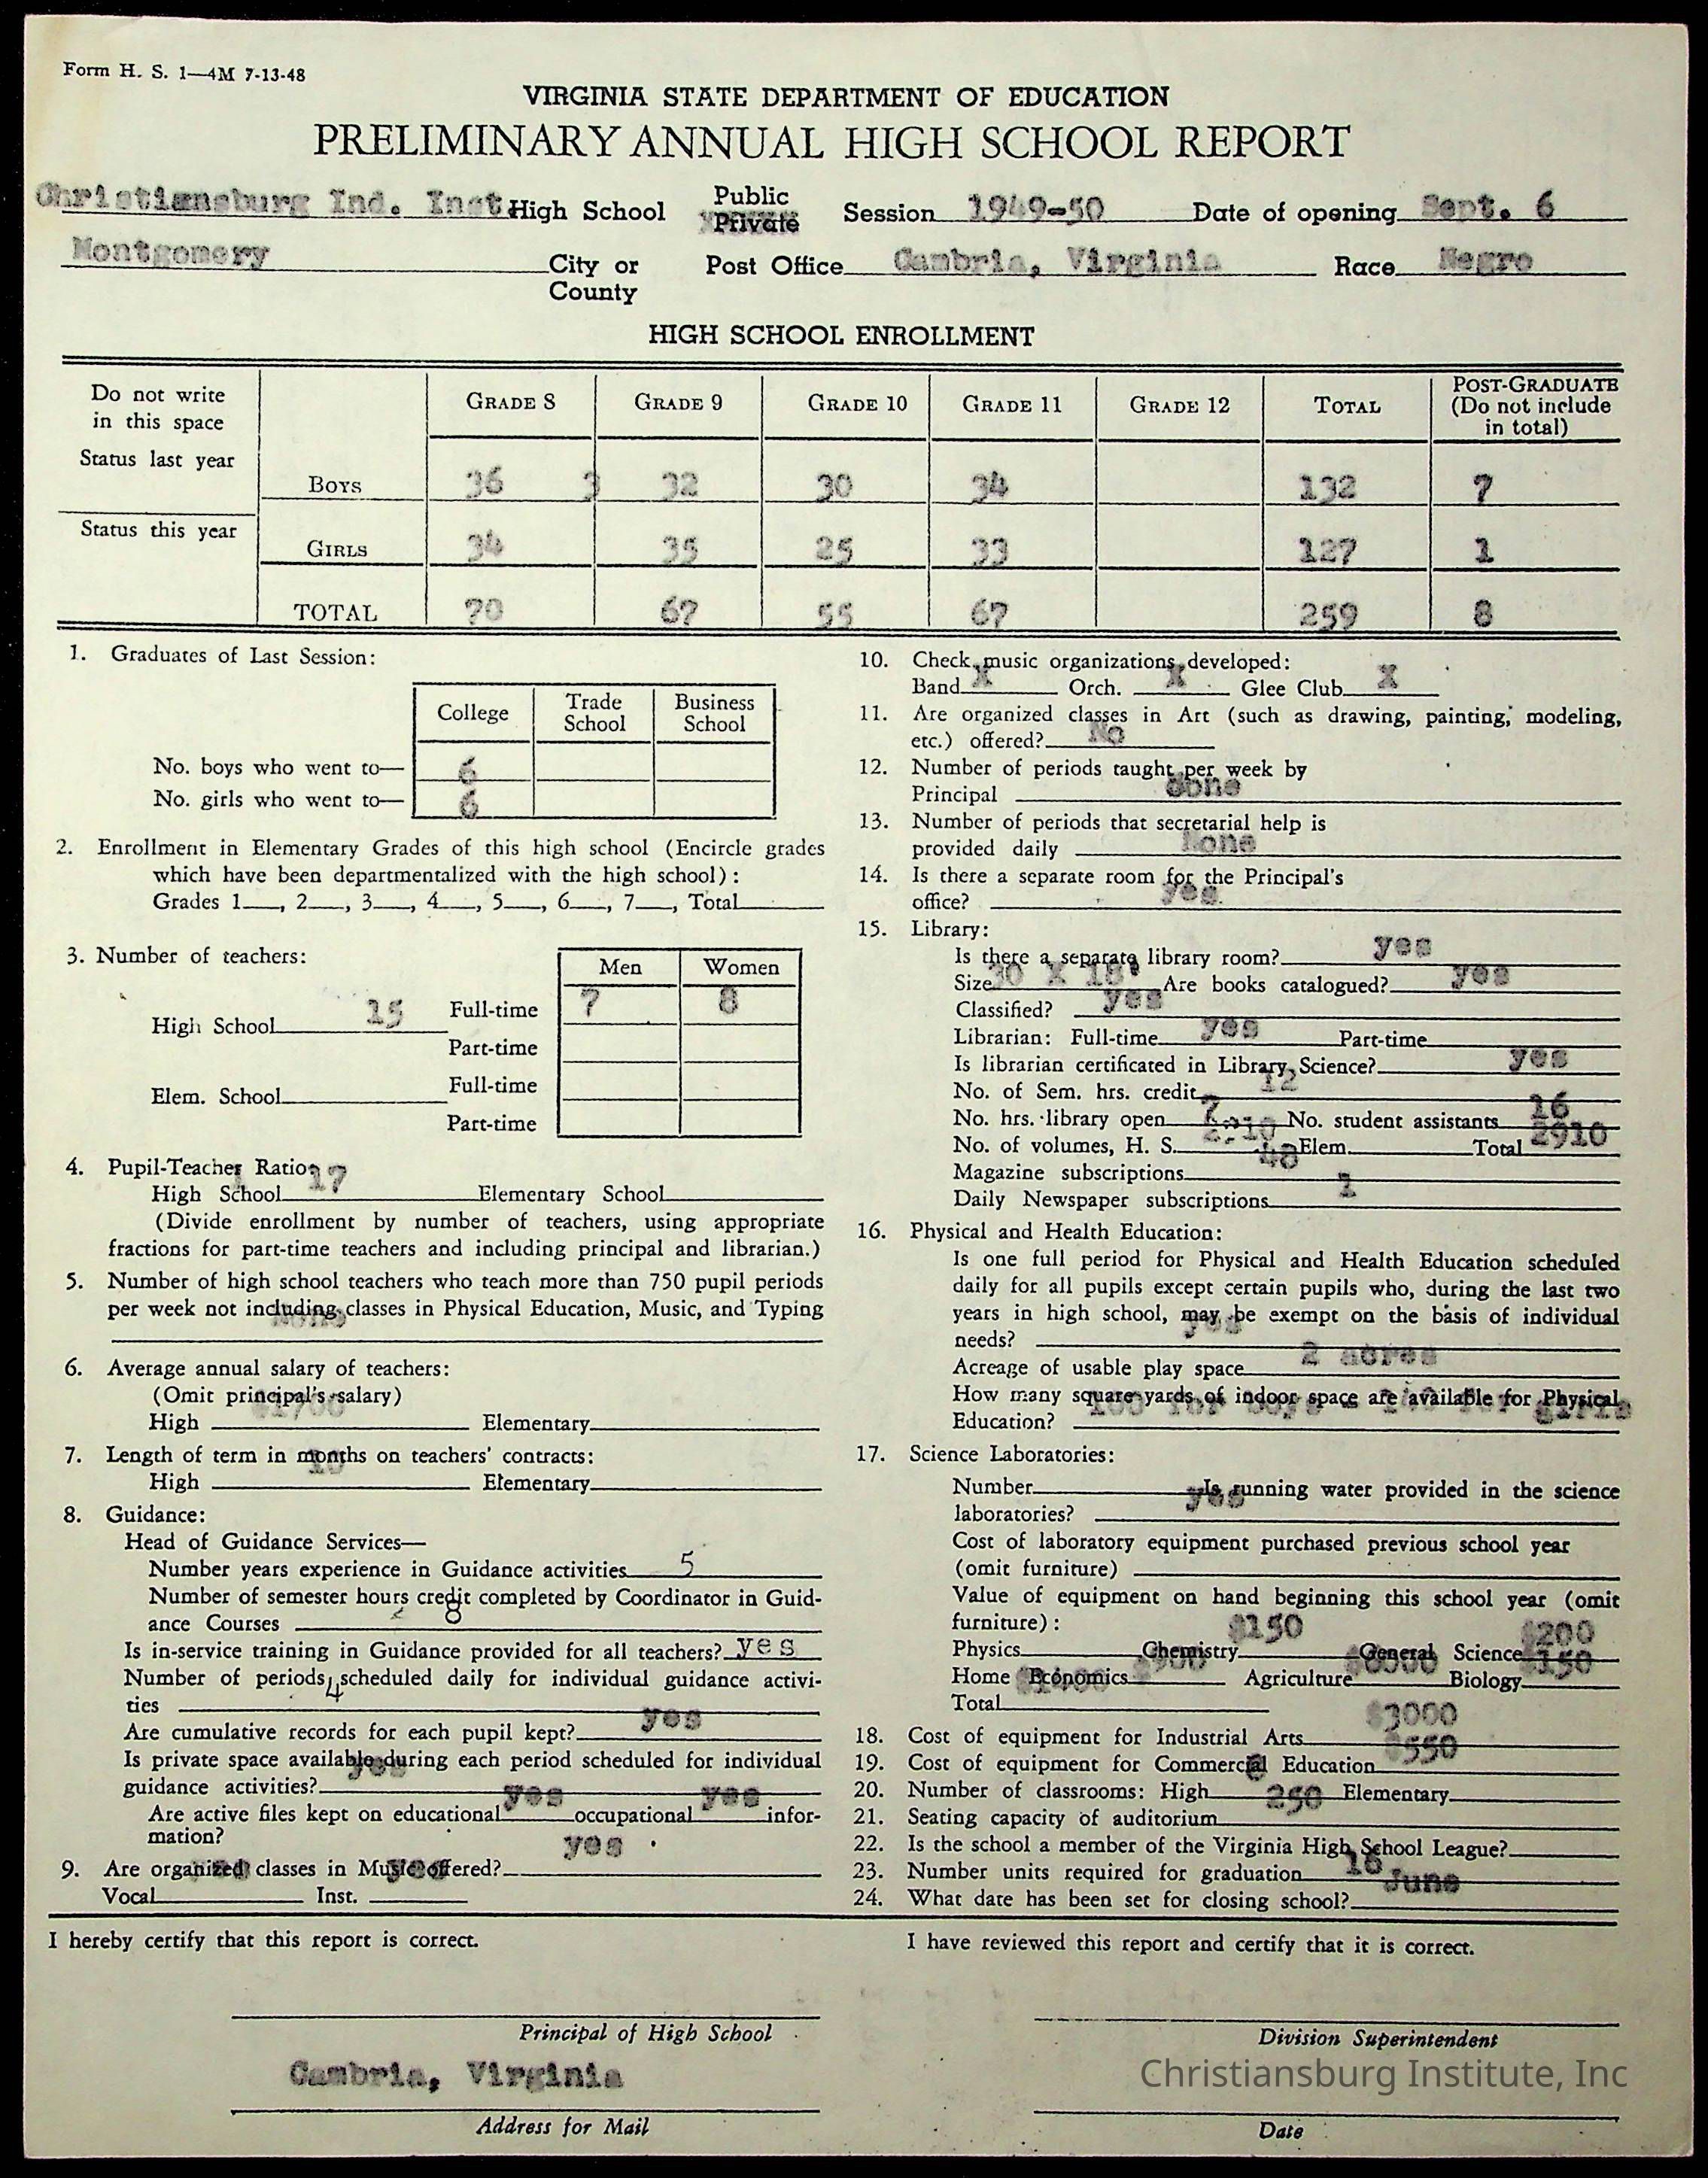 Form H. S. 1—4M 7-13-48
VIRGINIA STATE DEPARTMENT OF EDUCATION
PRELIMINARY ANNUAL HIGH SCHOOL REPORT
Christiansburg Ind. Inst. High School Public Private Session 1949-50 Date of opening Sept. 6
Montgomery City or County Post Office Cambria, Virginia Race Negro
HIGH SCHOOL ENROLLMENT
Do not write in this space
GRADE 8 GRADE 9 GRADE 10 GRADE 11 GRADE 12 TOTAL POST-GRADUATE (Do not include in total)
Status last year
BOYS 36 3 32 30 34 132 7
Status this year
GIRLS 34 35 25 33 127 1
TOTAL 70 67 55 67 259 8
1. Graduates of Last Session:
College Trade School Business School
No. boys who went to— 6
No. girls who went to— 6
2. Enrollment in Elementary Grades of this high school (Encircle grades
which have been departmentalized with the high school):
Grades 1, 2, 3, 4, 5, 6, 7, Total
3. Number of teachers:
Men Women
High School 15 Full-time 7 8
Part-time
Elem. School Full-time
Part-time
4. Pupil-Teacher Ratio:
High School 1 17 Elementary School
(Divide enrollment by number of teachers, using appropriate
fractions for part-time teachers and including principal and librarian.)
5. Number of high school teachers who teach more than 750 pupil periods
per week not including classes in Physical Education, Music, and Typing
None
6. Average annual salary of teachers:
(Omit principal's salary)
High Elementary
7. Length of term in months on teachers' contracts:
10
High Elementary
8. Guidance:
Head of Guidance Services—
Number years experience in Guidance activities 5
Number of semester hours credit completed by Coordinator in Guid-
ance Courses 8
Is in-service training in Guidance provided for all teachers? yes
Number of periods scheduled daily for individual guidance activi-
ties 4
Are cumulative records for each pupil kept? yes
Is private space available during each period scheduled for individual
guidance activities? yes
Are active files kept on educational yes occupational yes infor-
mation?
yes
9. Are organized classes in Music offered?
yes
Vocal Inst.
10. Check music organizations developed:
Band X Orch. X Glee Club X
11. Are organized classes in Art (such as drawing, painting, modeling,
etc.) offered? No
12. Number of periods taught per week by
Principal
13. Number of periods that secretarial help is
provided daily None
14. Is there a separate room for the Principal's
office? yes
15. Library:
Is there a separate library room? yes
Size 30 X 18' Are books catalogued? yes
Classified? yes
Librarian: Full-time yes Part-time
Is librarian certificated in Library Science? yes
No. of Sem. hrs. credit 12
No. hrs. library open 7 No. student assistants 16
No. of volumes, H. S. 2910 Elem. Total 2910
Magazine subscriptions 48
Daily Newspaper subscriptions 1
16. Physical and Health Education:
Is one full period for Physical and Health Education scheduled
daily for all pupils except certain pupils who, during the last two
years in high school, may be exempt on the basis of individual
needs? yes
Acreage of usable play space 2 acres
How many square yards of indoor space are available for Physical
Education? for boys for girls
17. Science Laboratories:
Number Is running water provided in the science
laboratories? yes
Cost of laboratory equipment purchased previous school year
(omit furniture)
Value of equipment on hand beginning this school year (omit
furniture):
Physics Chemistry $150 General Science $200
Home Economics $900 Agriculture Biology $150
Total
18. Cost of equipment for Industrial Arts $3000
19. Cost of equipment for Commercial Education $550
20. Number of classrooms: High Elementary
21. Seating capacity of auditorium 250
22. Is the school a member of the Virginia High School League?
23. Number units required for graduation 16
24. What date has been set for closing school? June
I hereby certify that this report is correct.
I have reviewed this report and certify that it is correct.
Principal of High School
Division Superintendent
Cambria, Virginia
Address for Mail
Date
Christiansburg Institute, Inc